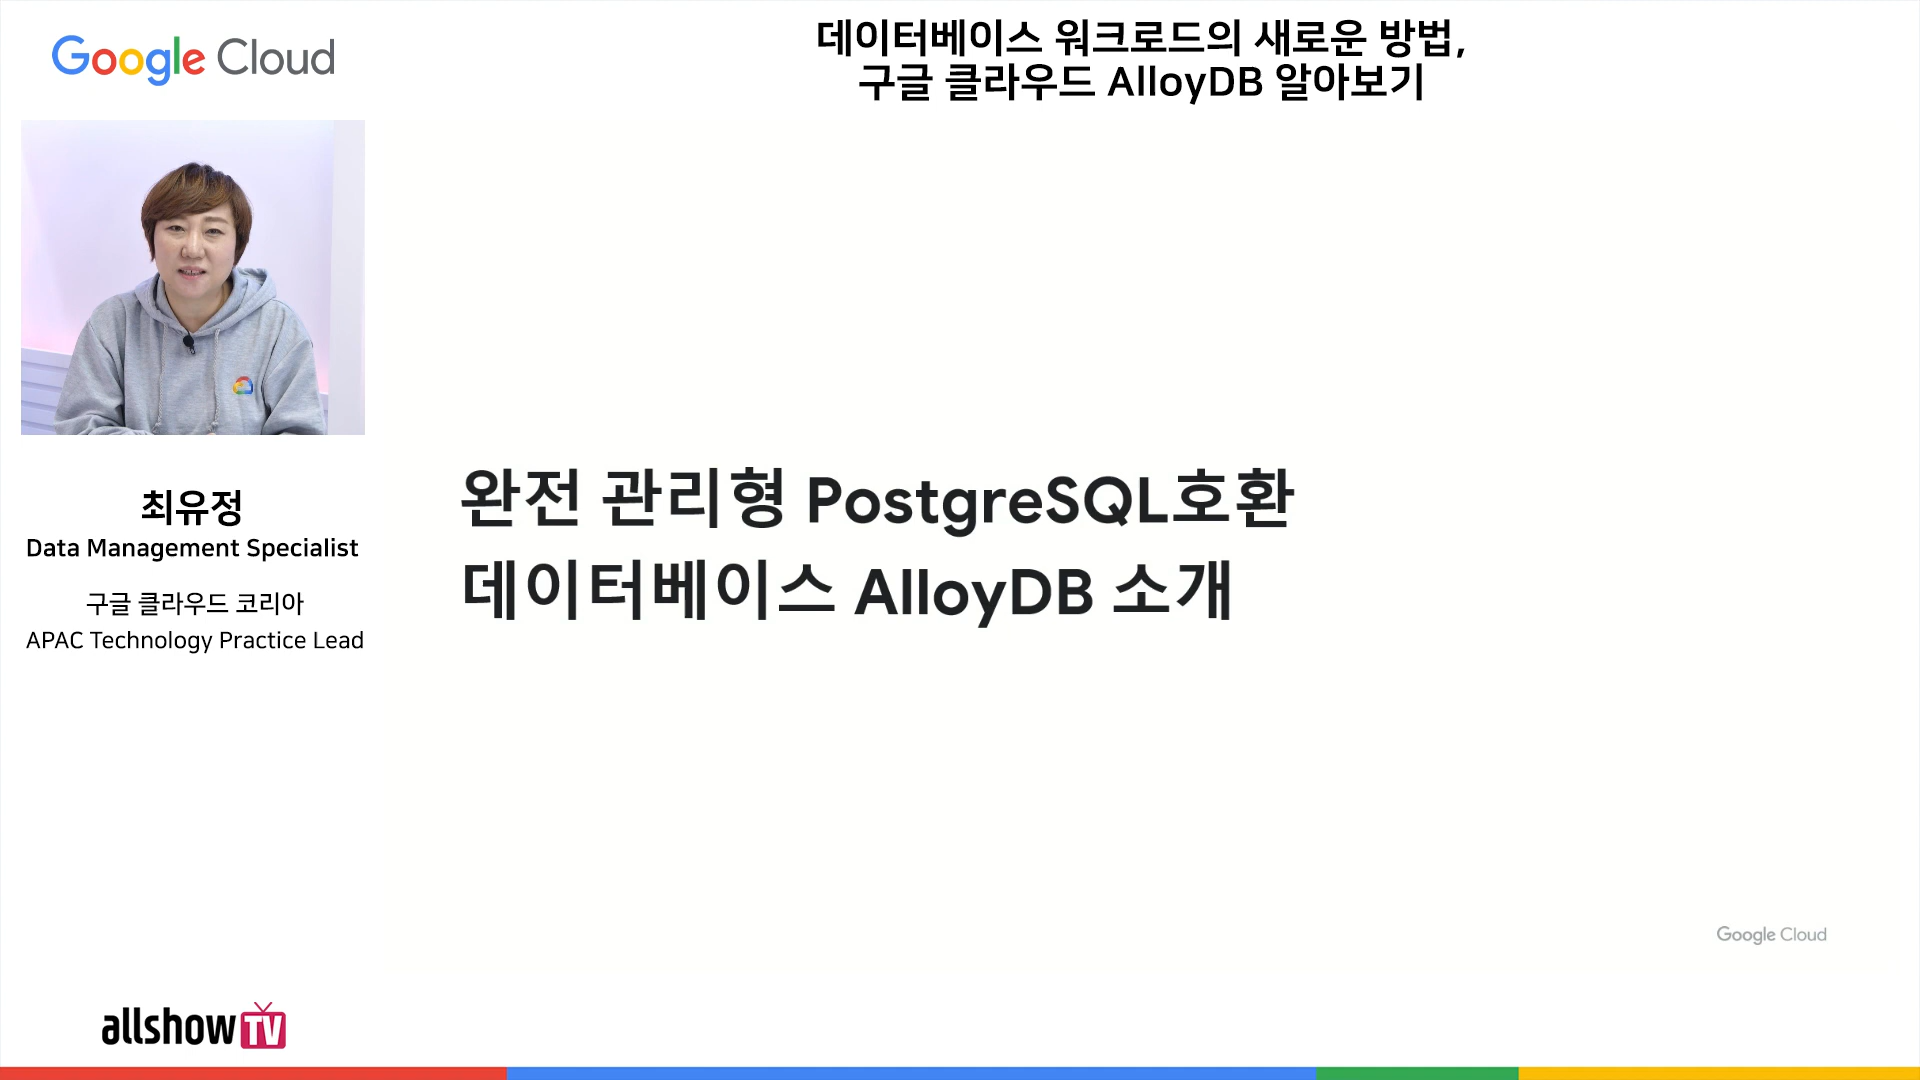 Google Cloud
데이터베이스 워크로드의 새로운 방법,
구글 클라우드 AlloyDB 알아보기
최유정
Data Management Specialist
구글 클라우드 코리아
APAC Technology Practice Lead
완전 관리형 PostgreSQL호환
데이터베이스 AlloyDB 소개
Google Cloud
allshowTV